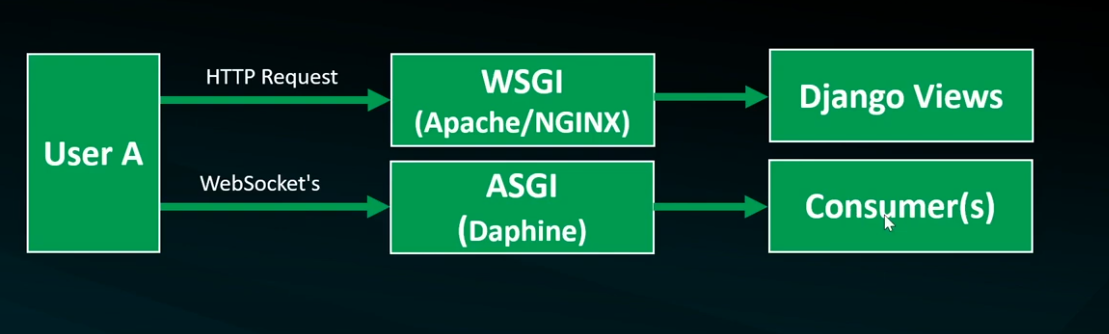 User A
HTTP Request
WSGI
(Apache/NGINX)
Django Views
WebSocket's
ASGI
(Daphine)
Consumer(s)